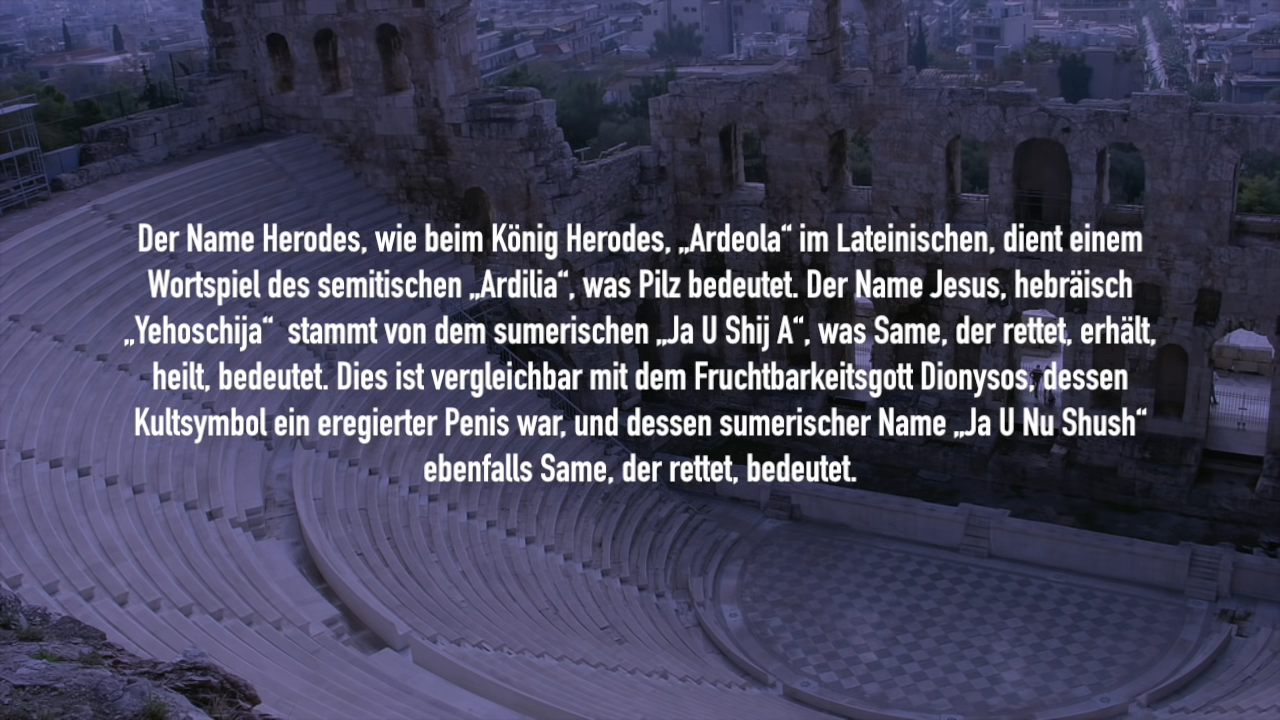 Der Name Herodes, wie beim König Herodes, „Ardeola“ im Lateinischen, dient einem
Wortspiel des semitischen „Ardilia“, was Pilz bedeutet. Der Name Jesus, hebräisch
„Yehoschija“  stammt von dem sumerischen „Ja U Shij A“, was Same, der rettet, erhält,
heilt, bedeutet. Dies ist vergleichbar mit dem Fruchtbarkeitsgott Dionysos, dessen
Kultsymbol ein eregierter Penis war, und dessen sumerischer Name „Ja U Nu Shush“
ebenfalls Same, der rettet, bedeutet.